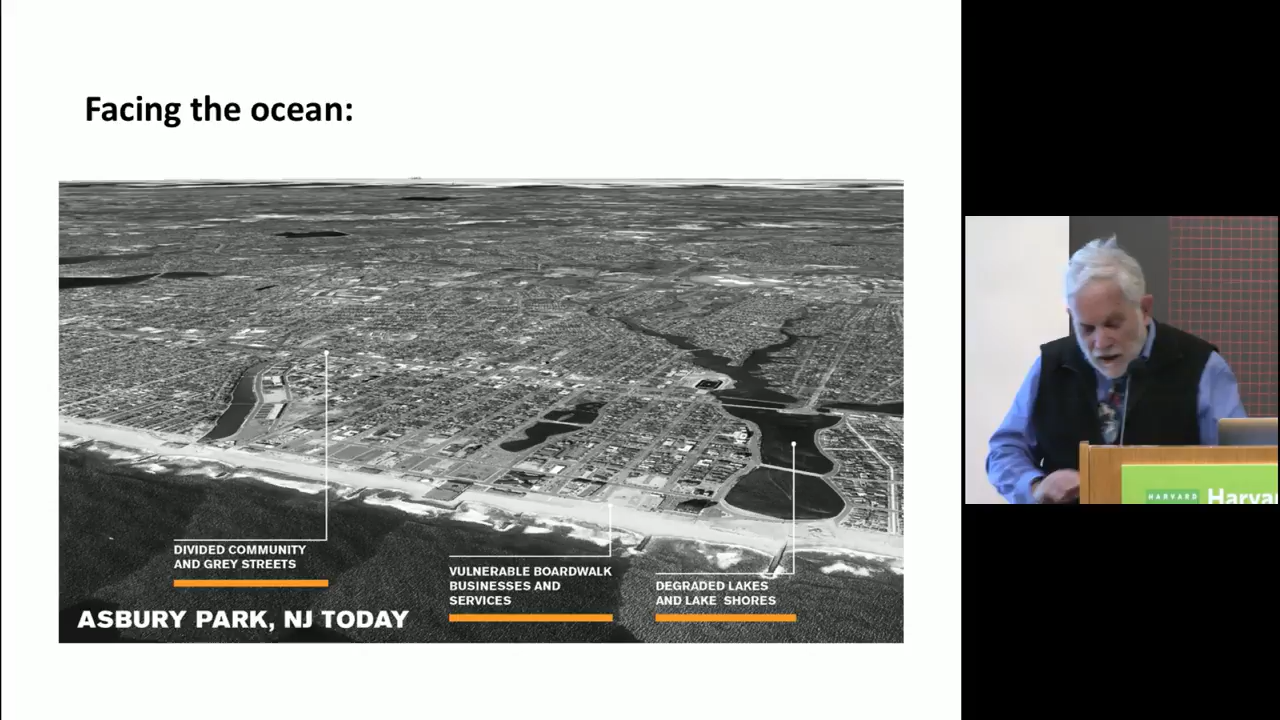 Facing the ocean:
DIVIDED COMMUNITY
AND GREY STREETS
VULNERABLE BOARDWALK
BUSINESSES AND
SERVICES
DEGRADED LAKES
AND LAKE SHORES
ASBURY PARK, NJ TODAY
HARVARD